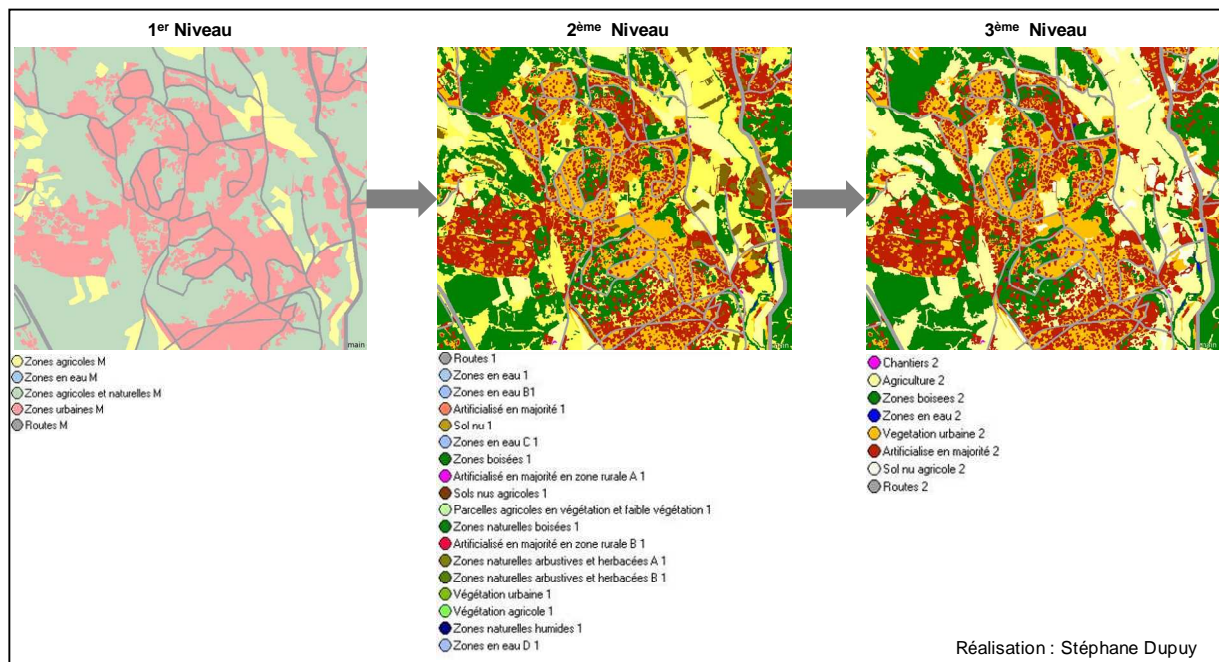 1er Niveau
2ème Niveau
3ème Niveau
main
main
main
Zones agricoles M
Zones en eau M
Zones agricoles et naturelles M
Zones urbaines M
Routes M
Routes 1
Zones en eau 1
Zones en eau B1
Artificialisé en majorité 1
Sol nu 1
Zones en eau C 1
Zones boisées 1
Artificialisé en majorité en zone rurale A 1
Sols nus agricoles 1
Parcelles agricoles en végétation et faible végétation 1
Zones naturelles boisées 1
Artificialisé en majorité en zone rurale B 1
Zones naturelles arbustives et herbacées A 1
Zones naturelles arbustives et herbacées B 1
Végétation urbaine 1
Végétation agricole 1
Zones naturelles humides 1
Zones en eau D 1
Chantiers 2
Agriculture 2
Zones boisees 2
Zones en eau 2
Vegetation urbaine 2
Artificialise en majorité 2
Sol nu agricole 2
Routes 2
Réalisation : Stéphane Dupuy